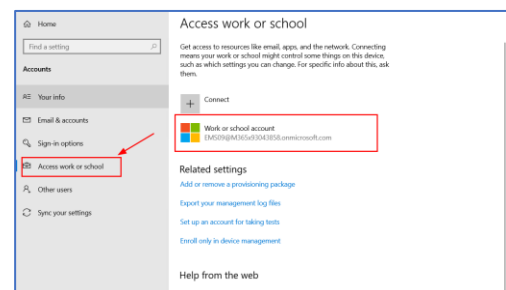 Home
Find a setting
Accounts
Your info
Email & accounts
Sign-in options
Access work or school
Other users
Sync your settings
Access work or school
Get access to resources like email, apps, and the network. Connecting
means your work or school might control some things on this device,
such as which settings you can change. For specific info about this, ask
them.
Connect
Work or school account
EMS09@M365x93043858.onmicrosoft.com
Related settings
Add or remove a provisioning package
Export your management log files
Set up an account for taking tests
Enroll only in device management
Help from the web